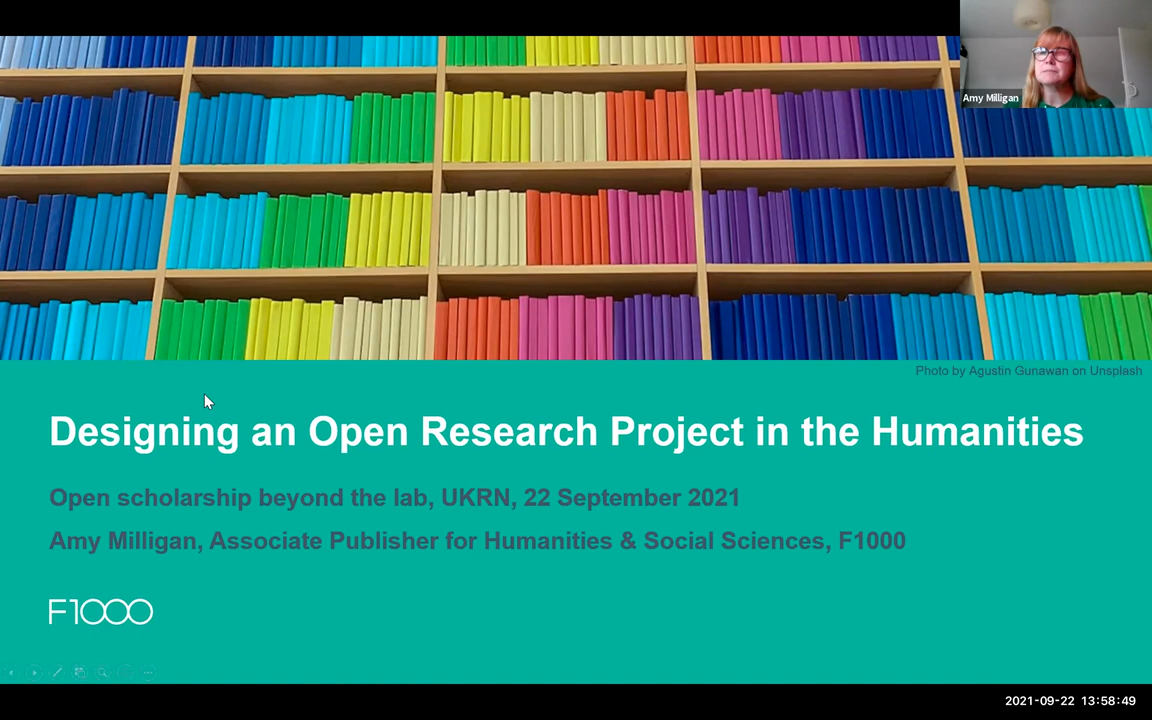 Amy Milligan
Photo by Agustin Gunawan on Unsplash
Designing an Open Research Project in the Humanities
Open scholarship beyond the lab, UKRN, 22 September 2021
Amy Milligan, Associate Publisher for Humanities & Social Sciences, F1000
F1000
2021-09-22 13:58:49